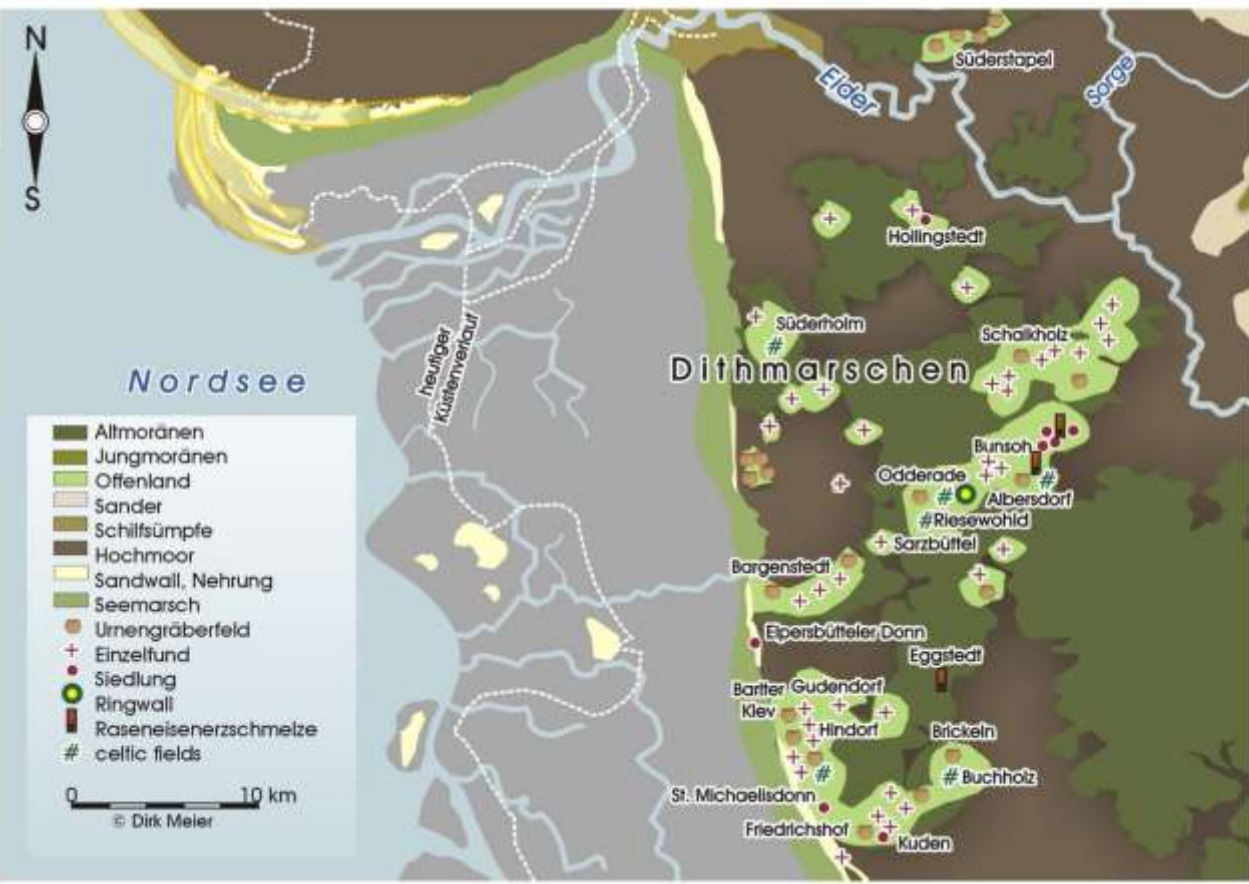 N
S
Süderstapel
Eider
Sorge
Hollingstedt
Süderholm
Schalkholz
Dithmarschen
heutiger
Küstenverlauf
Nordsee
Bunsoh
Odderade
Albersdorf
Riesewohld
Sarzbüttel
Bargenstedt
Elpersbütteler Donn
Eggstedt
Barlter
Klev
Gudendorf
Hindorf
Brickeln
Buchholz
St. Michaelisdonn
Friedrichshof
Kuden
Altmoränen
Jungmoränen
Offenland
Sander
Schilfsümpfe
Hochmoor
Sandwall, Nehrung
Seemarsch
Urnengräberfeld
Einzelfund
Siedlung
Ringwall
Raseneisenerzschmelze
celtic fields
0 10 km
© Dirk Meier